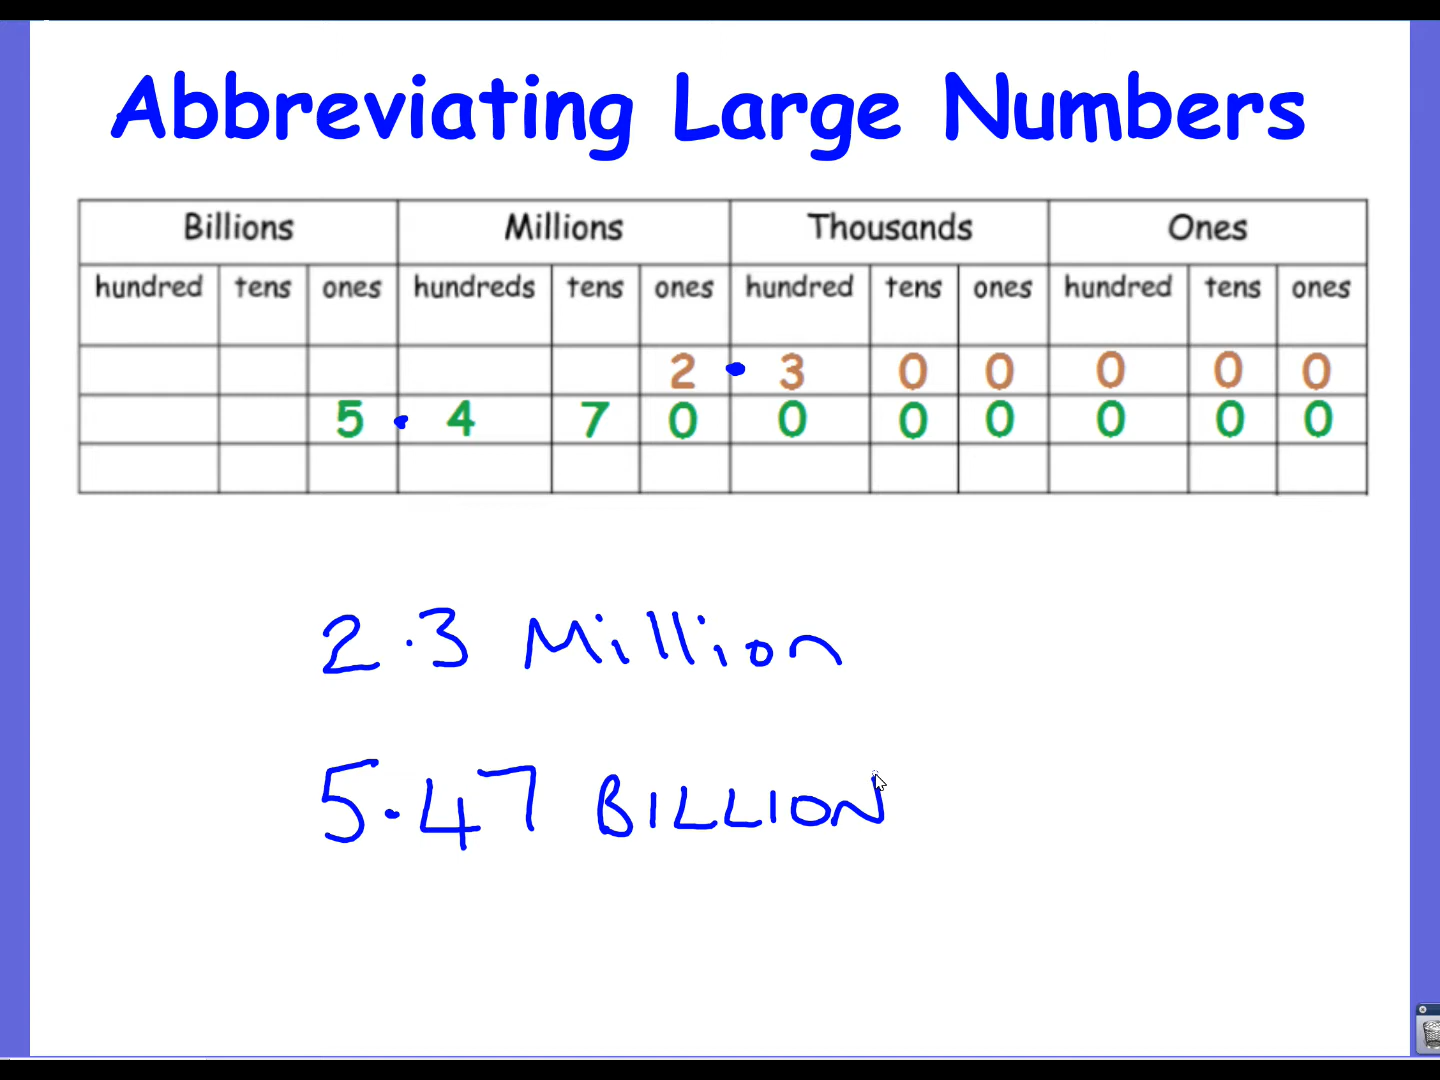 Abbreviating Large Numbers
Billions Millions Thousands Ones
hundred tens ones hundreds tens ones hundred tens ones hundred tens ones
2 . 3 0 0 0 0 0
5 . 4 7 0 0 0 0 0 0 0
2.3 Million
5.47 BILLION